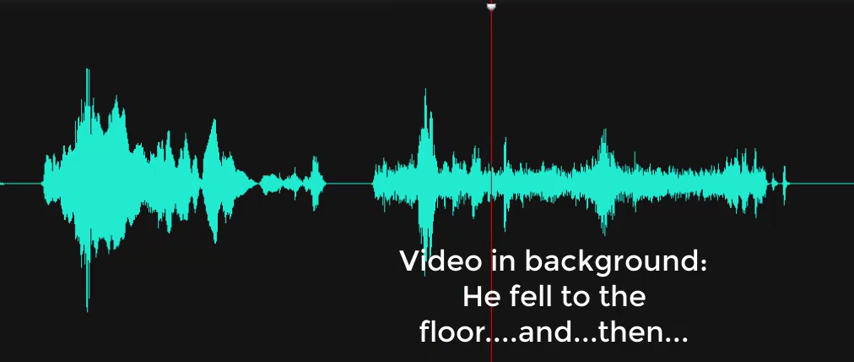 Video in background:
He fell to the
floor....and...then...